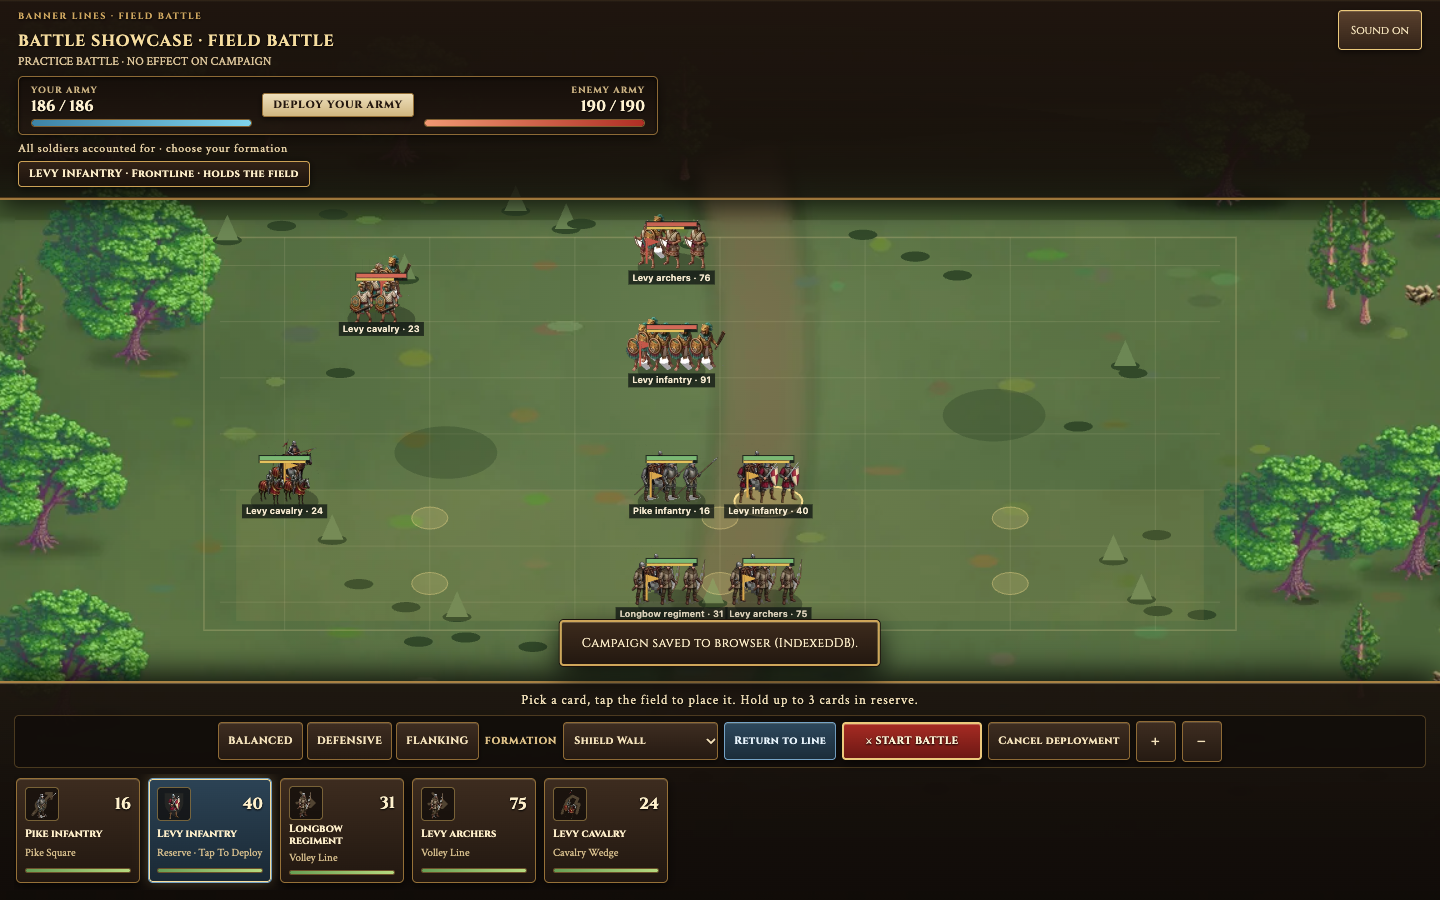 BANNER LINES · FIELD BATTLE
BATTLE SHOWCASE · FIELD BATTLE
PRACTICE BATTLE · NO EFFECT ON CAMPAIGN
SOUND ON
YOUR ARMY
186 / 186
DEPLOY YOUR ARMY
ENEMY ARMY
190 / 190
All soldiers accounted for · choose your formation
LEVY INFANTRY · FRONTLINE · HOLDS THE FIELD
Levy archers · 76
Levy cavalry · 23
Levy infantry · 91
Levy cavalry · 24
Pike infantry · 16
Levy infantry · 40
Longbow regiment · 31
Levy archers · 75
CAMPAIGN SAVED TO BROWSER (INDEXEDDB).
Pick a card, tap the field to place it. Hold up to 3 cards in reserve.
BALANCED
DEFENSIVE
FLANKING
FORMATION
SHIELD WALL
RETURN TO LINE
⚔ START BATTLE
CANCEL DEPLOYMENT
+
−
16
PIKE INFANTRY
Pike Square
40
LEVY INFANTRY
Reserve · Tap To Deploy
31
LONGBOW
REGIMENT
Volley Line
75
LEVY ARCHERS
Volley Line
24
LEVY CAVALRY
Cavalry Wedge